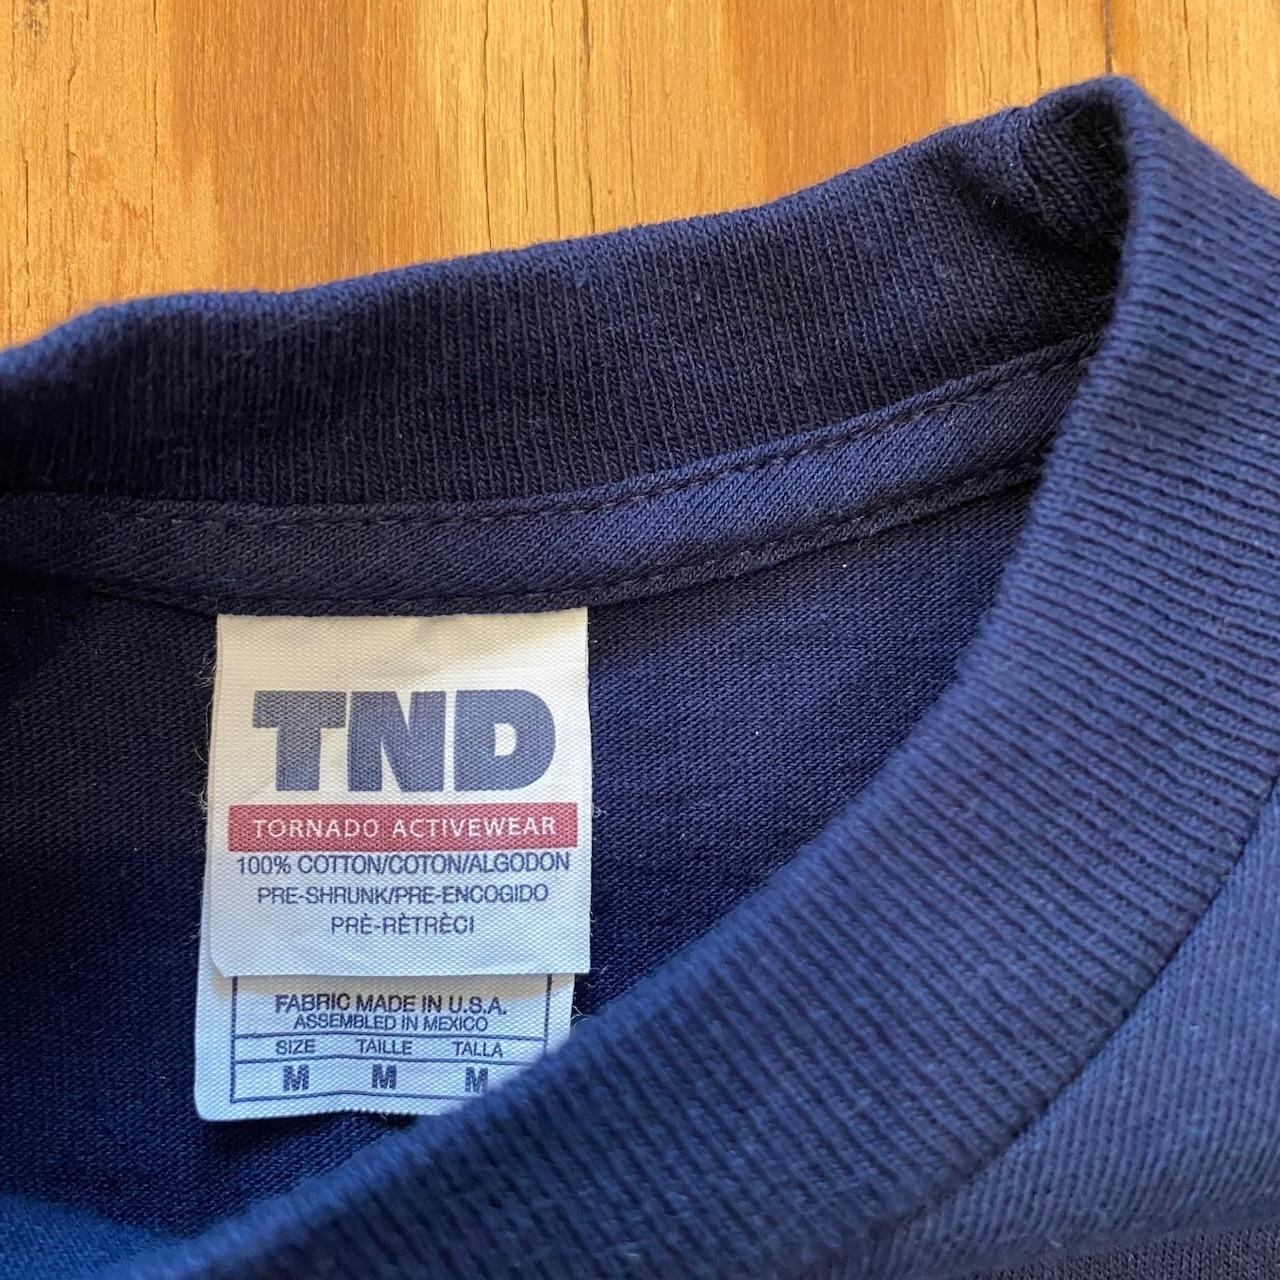 TND
TORNADO ACTIVEWEAR
100% COTTON/COTON/ALGODON
PRE-SHRUNK/PRE-ENCOGIDO
PRÈ-RÈTRÈCI
FABRIC MADE IN U.S.A.
ASSEMBLED IN MEXICO
SIZE TAILLE TALLA
M M M